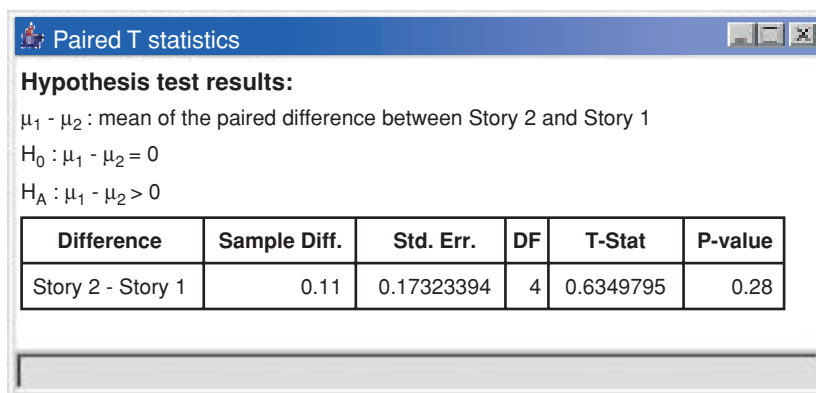 Paired T statistics
Hypothesis test results:
μ₁ - μ₂ : mean of the paired difference between Story 2 and Story 1
H₀ : μ₁ - μ₂ = 0
H_A : μ₁ - μ₂ > 0
Difference Sample Diff. Std. Err. DF T-Stat P-value
Story 2 - Story 1 0.11 0.17323394 4 0.6349795 0.28